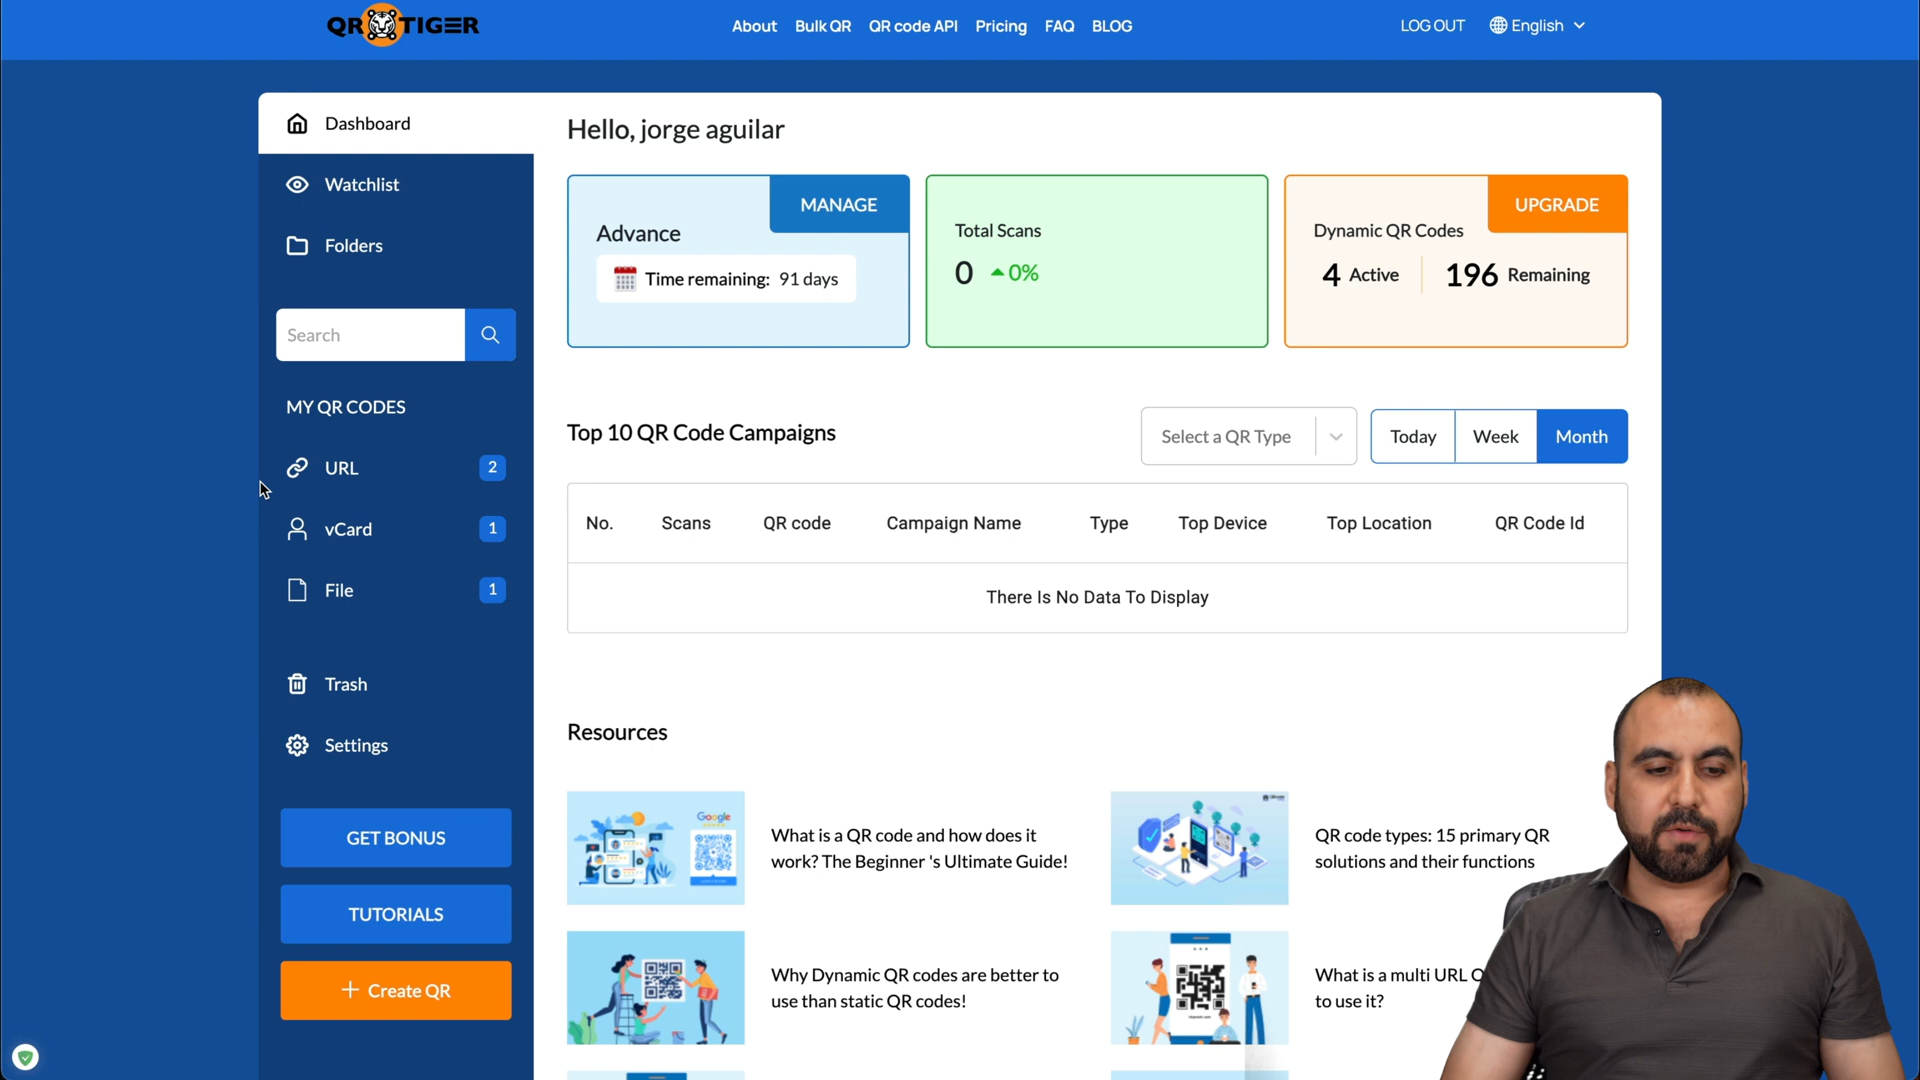 QR TIGER
About Bulk QR QR code API Pricing FAQ BLOG
LOG OUT English
Dashboard
Watchlist
Folders
Search
MY QR CODES
URL 2
vCard 1
File 1
Trash
Settings
GET BONUS
TUTORIALS
+ Create QR
Hello, jorge aguilar
MANAGE
Advance
Time remaining: 91 days
Total Scans
0 0%
UPGRADE
Dynamic QR Codes
4 Active 196 Remaining
Top 10 QR Code Campaigns
Select a QR Type
Today Week Month
No. Scans QR code Campaign Name Type Top Device Top Location QR Code Id
There Is No Data To Display
Resources
Google
What is a QR code and how does it
work? The Beginner 's Ultimate Guide!
QR code types: 15 primary QR
solutions and their functions
Why Dynamic QR codes are better to
use than static QR codes!
What is a multi URL
to use it?